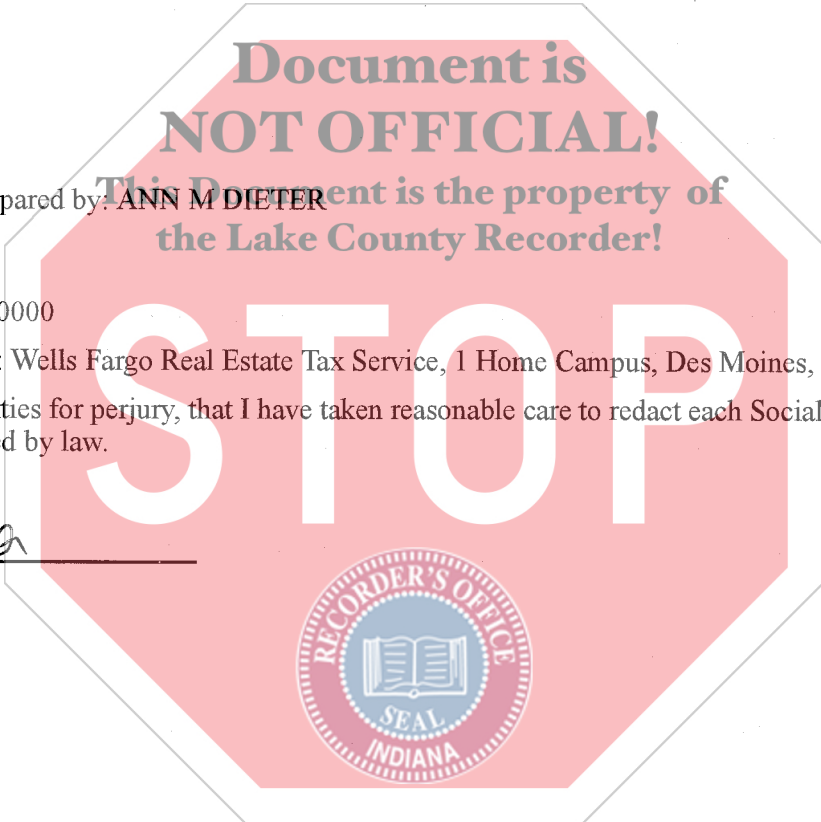 Document is
NOT OFFICIAL!
This Document is the property of
pared by: ANN M DIETER
the Lake County Recorder!
0000
: Wells Fargo Real Estate Tax Service, 1 Home Campus, Des Moines,
ties for perjury, that I have taken reasonable care to redact each Social
d by law.
STOP
RECORDER'S OFFICE
SEAL
INDIANA